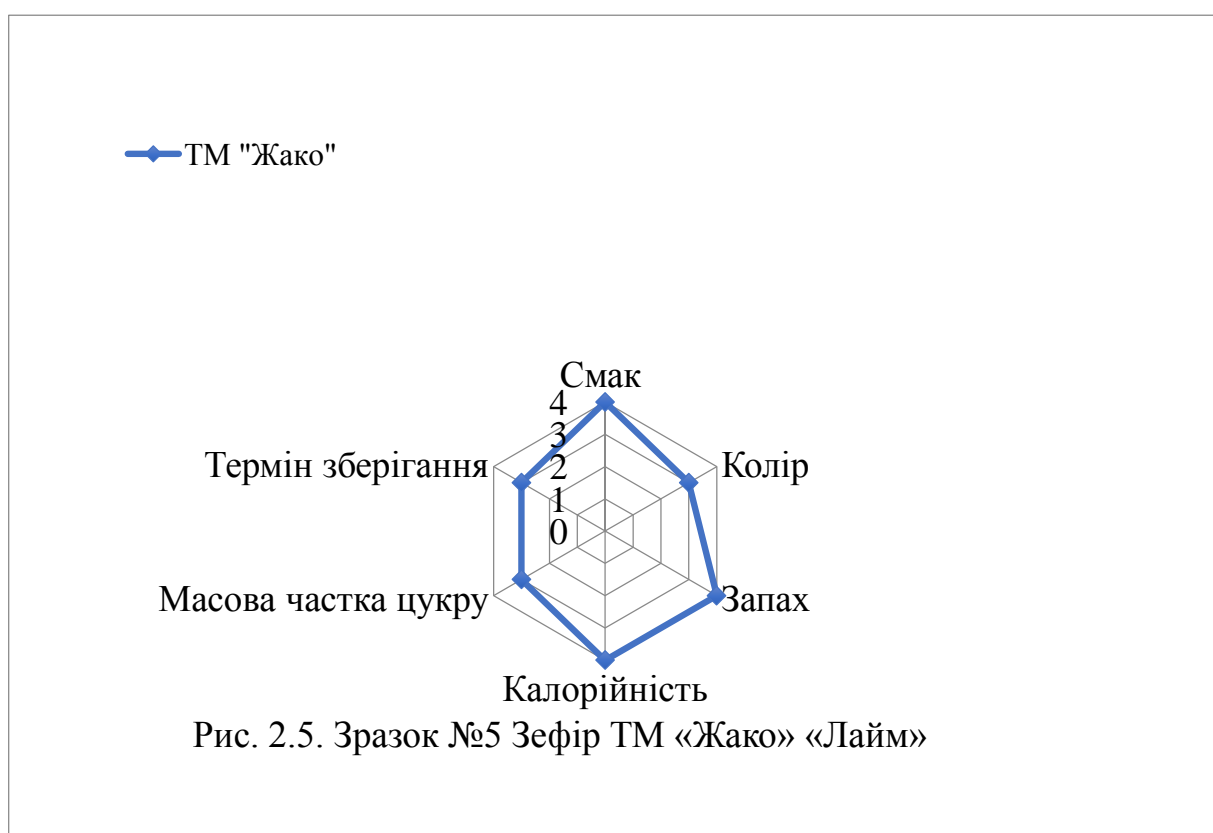 ТМ "Жако"
Смак
4
3
2
1
0
Колір
Термін зберігання
Масова частка цукру
Запах
Калорійність
Рис. 2.5. Зразок №5 Зефір ТМ «Жако» «Лайм»